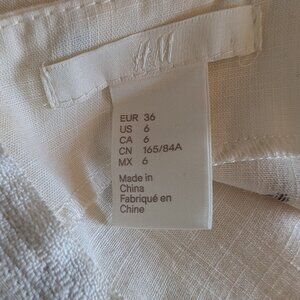 H&M
EUR 36
US 6
CA 6
CN 165/84A
MX 6
Made in
China
Fabriqué en
Chine